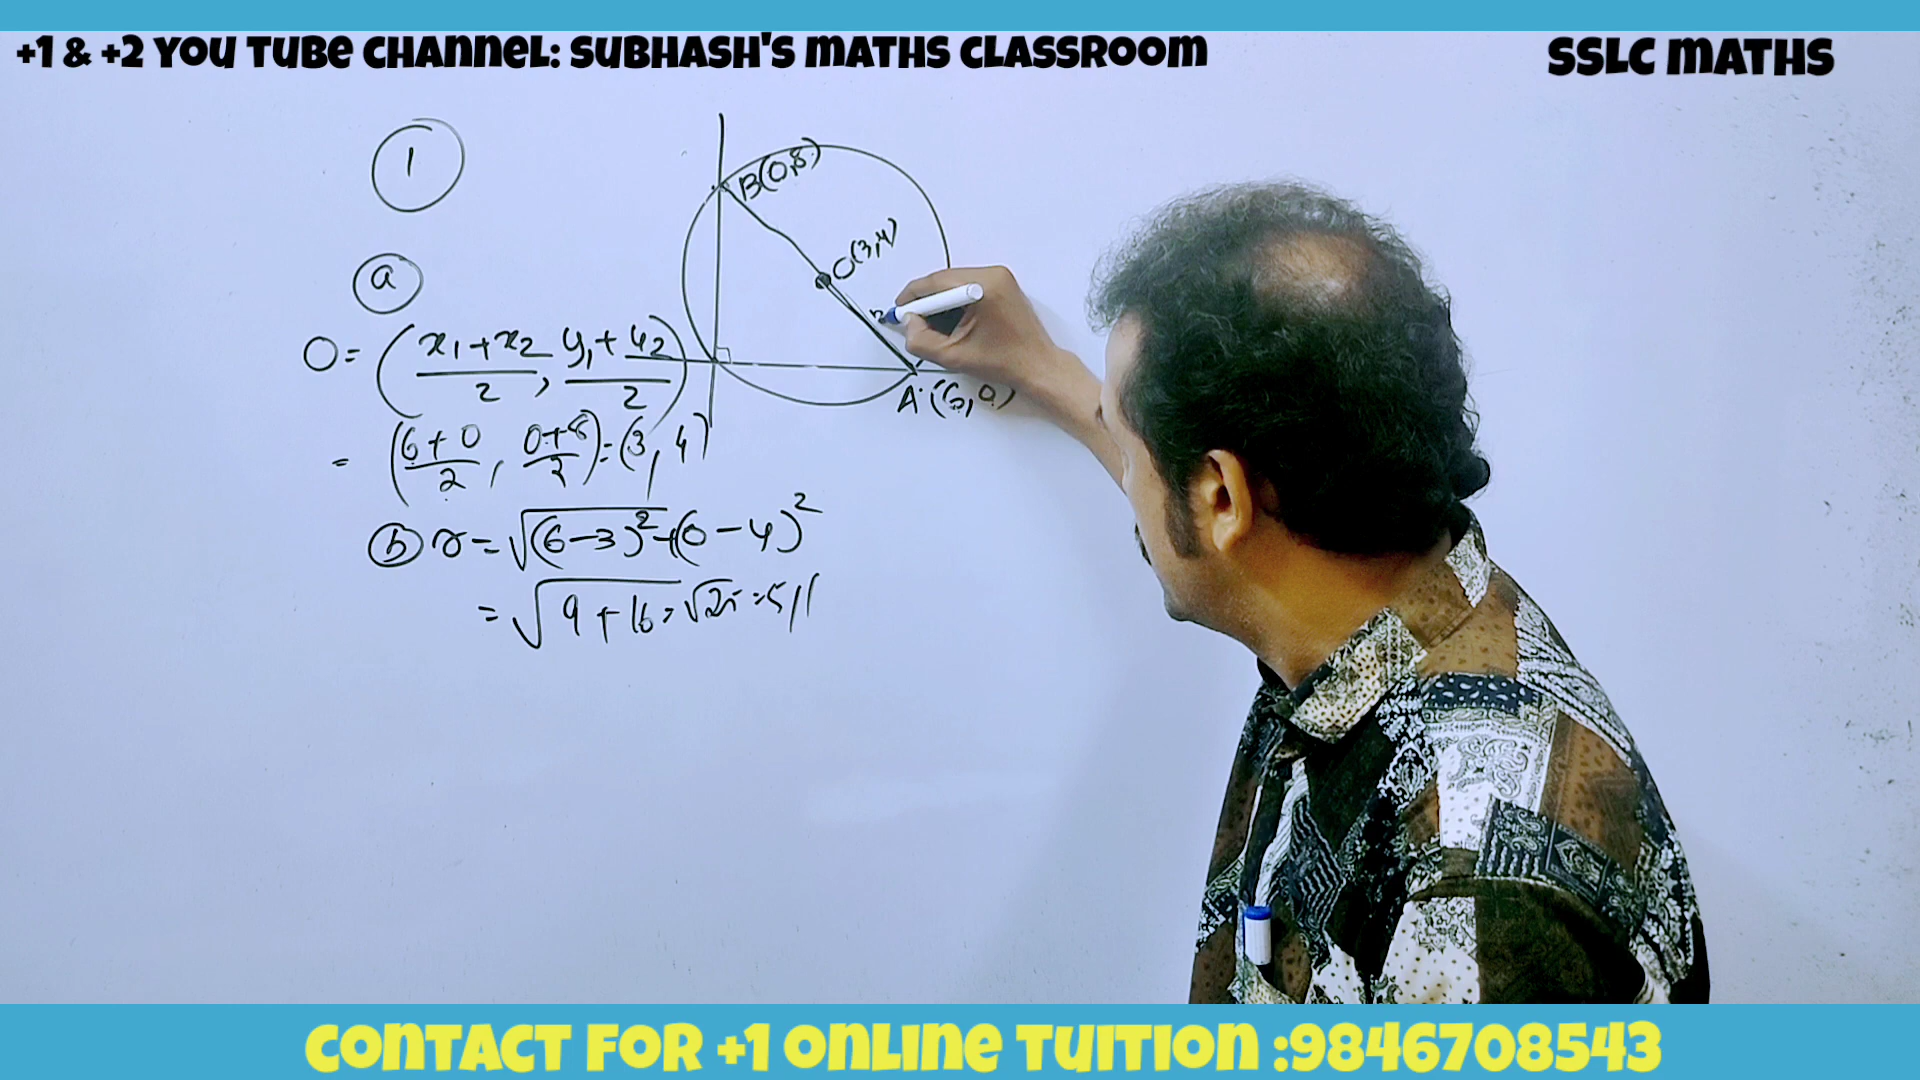 +1 & +2 YOU TUBE CHANNEL: SUBHASH'S MATHS CLASSROOM
SSLC MATHS
1
B(0,8)
C(3,4)
a
O = (x₁+x₂/2, y₁+y₂/2)
A (6,0)
= (6+0/2, 0+8/2) = (3, 4)
b r = √(6-3)²+(0-4)²
= √9+16 = √25 = 5//
CONTACT FOR +1 ONLINE TUITION :9846708543